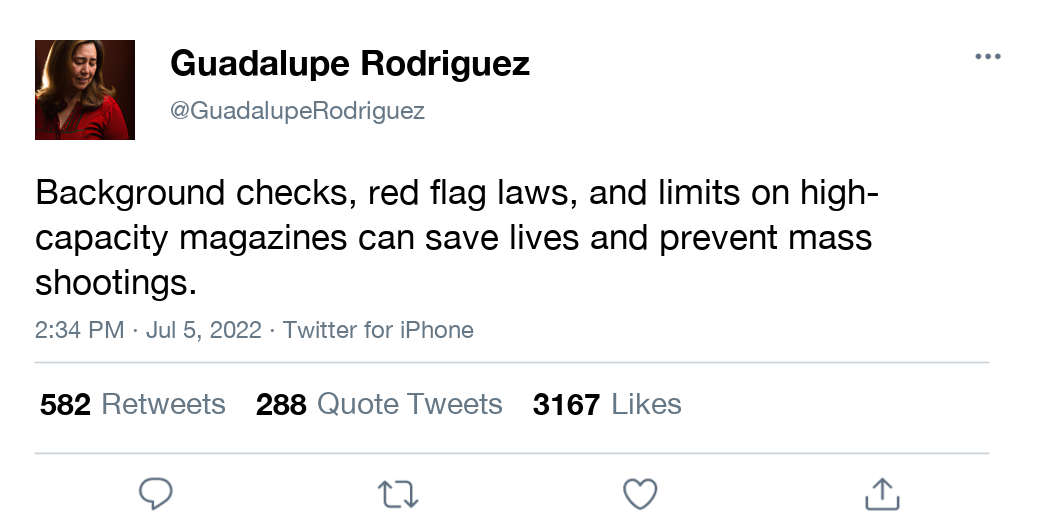 Guadalupe Rodriguez
@GuadalupeRodriguez
Background checks, red flag laws, and limits on high-
capacity magazines can save lives and prevent mass
shootings.
2:34 PM · Jul 5, 2022 · Twitter for iPhone
582 Retweets 288 Quote Tweets 3167 Likes